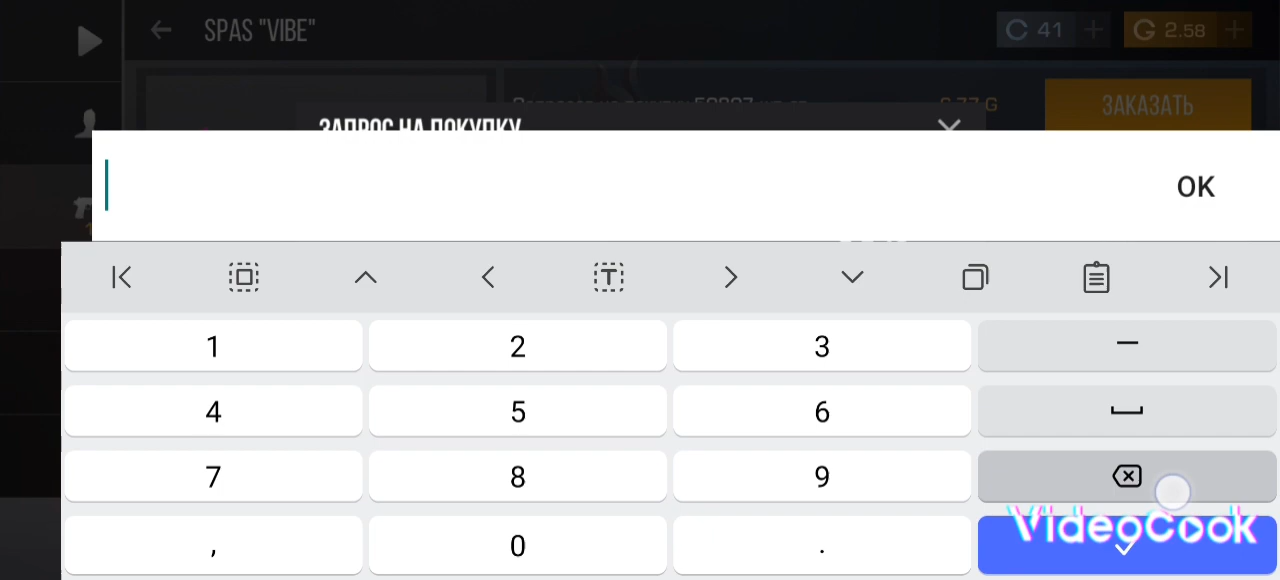 SPAS "VIBE"
C 41 +
G 2.58 +
ЗАКАЗАТЬ
ЗАПРОС НА ПОКУПКУ
OK
T
1 2 3 –
4 5 6
7 8 9
, 0 .
VideoCook